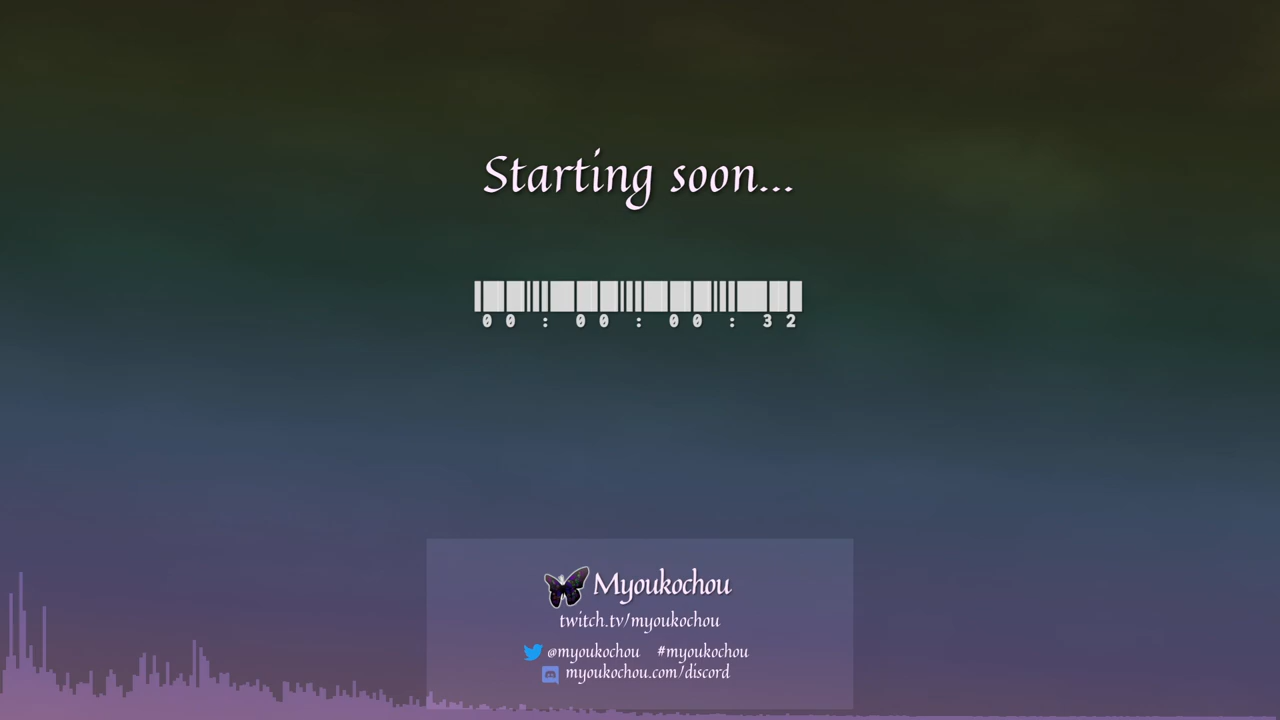 Starting soon...
00:00:00:32
Myoukochou
twitch.tv/myoukochou
@myoukochou #myoukochou
myoukochou.com/discord